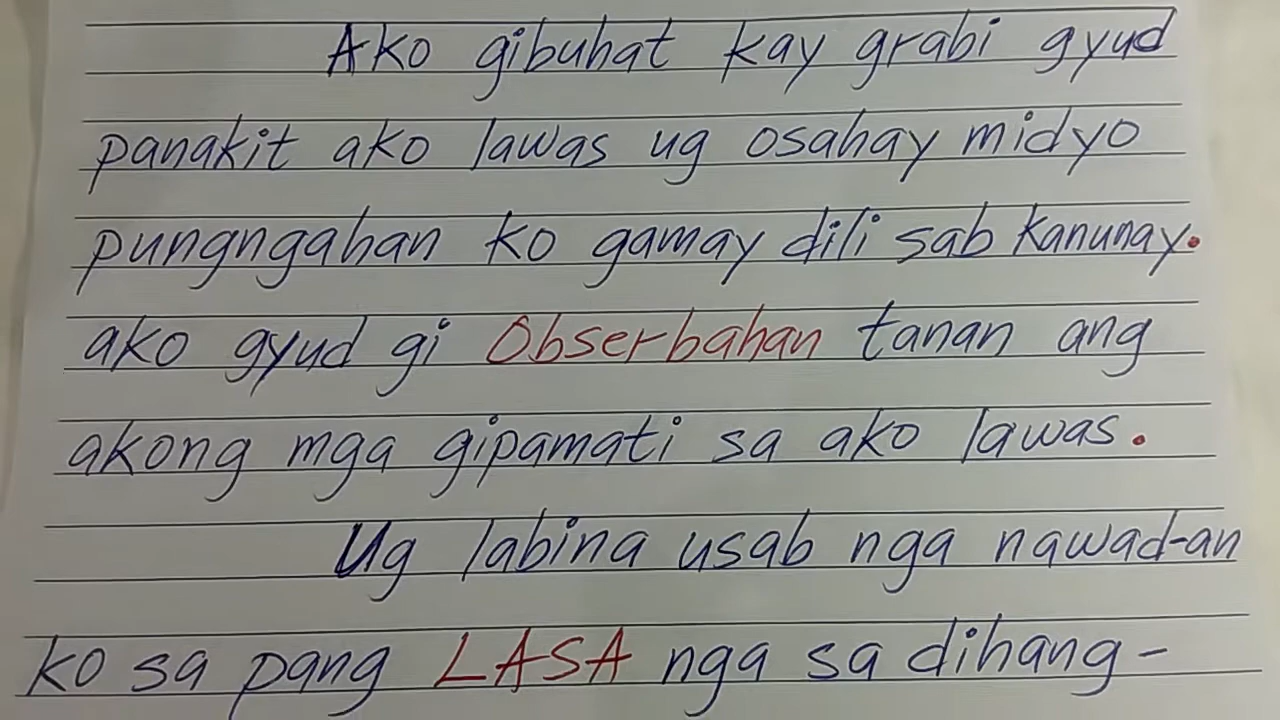 Ako gibuhat kay grabi gyud
panakit ako lawas ug osahay midyo
pungngahan ko gamay dili sab kanunay.
ako gyud gi Obserbahan tanan ang
akong mga gipamati sa ako lawas.
Ug labina usab nga nawad-an
ko sa pang LASA nga sa dihang-